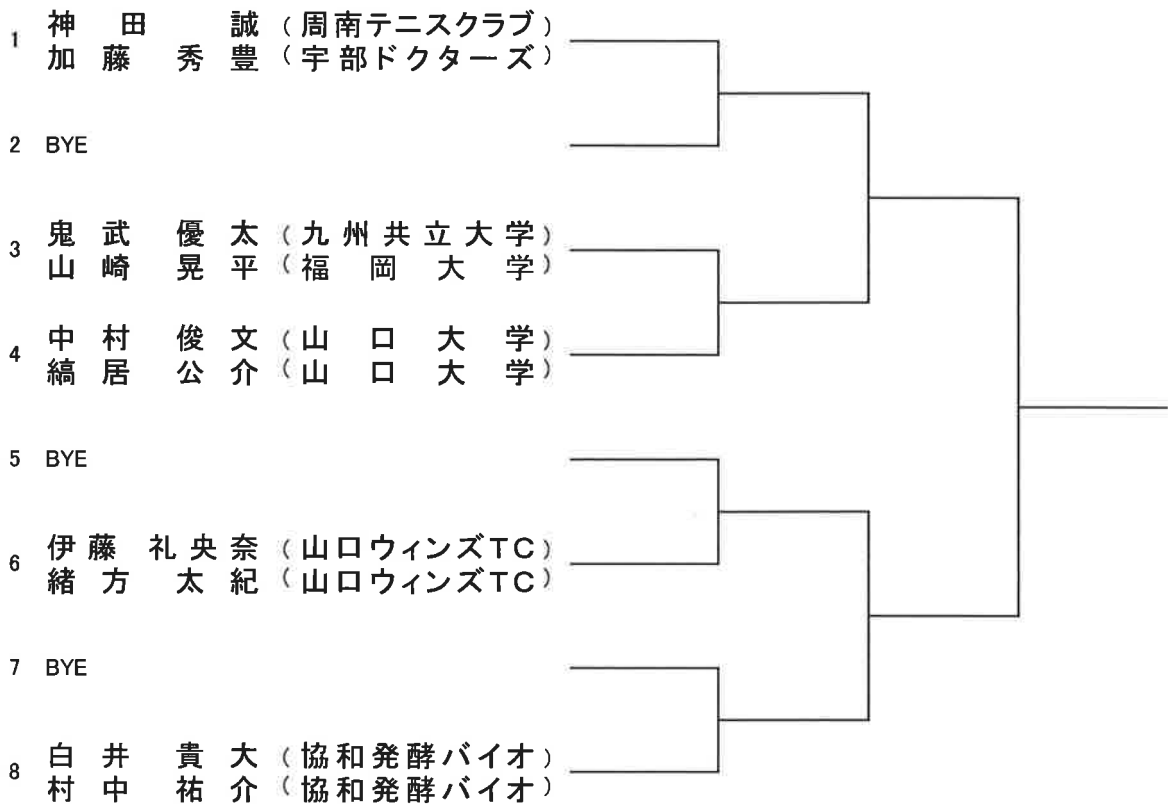 1 神田 誠（周南テニスクラブ）
加藤 秀豊（宇部ドクターズ）
2 BYE
3 鬼武 優太（九州共立大学）
山崎 晃平（福岡大学）
4 中村 俊文（山口大学）
縞居 公介（山口大学）
5 BYE
6 伊藤 礼央奈（山口ウィンズTC）
緒方 太紀（山口ウィンズTC）
7 BYE
8 白井 貴大（協和発酵バイオ）
村中 祐介（協和発酵バイオ）